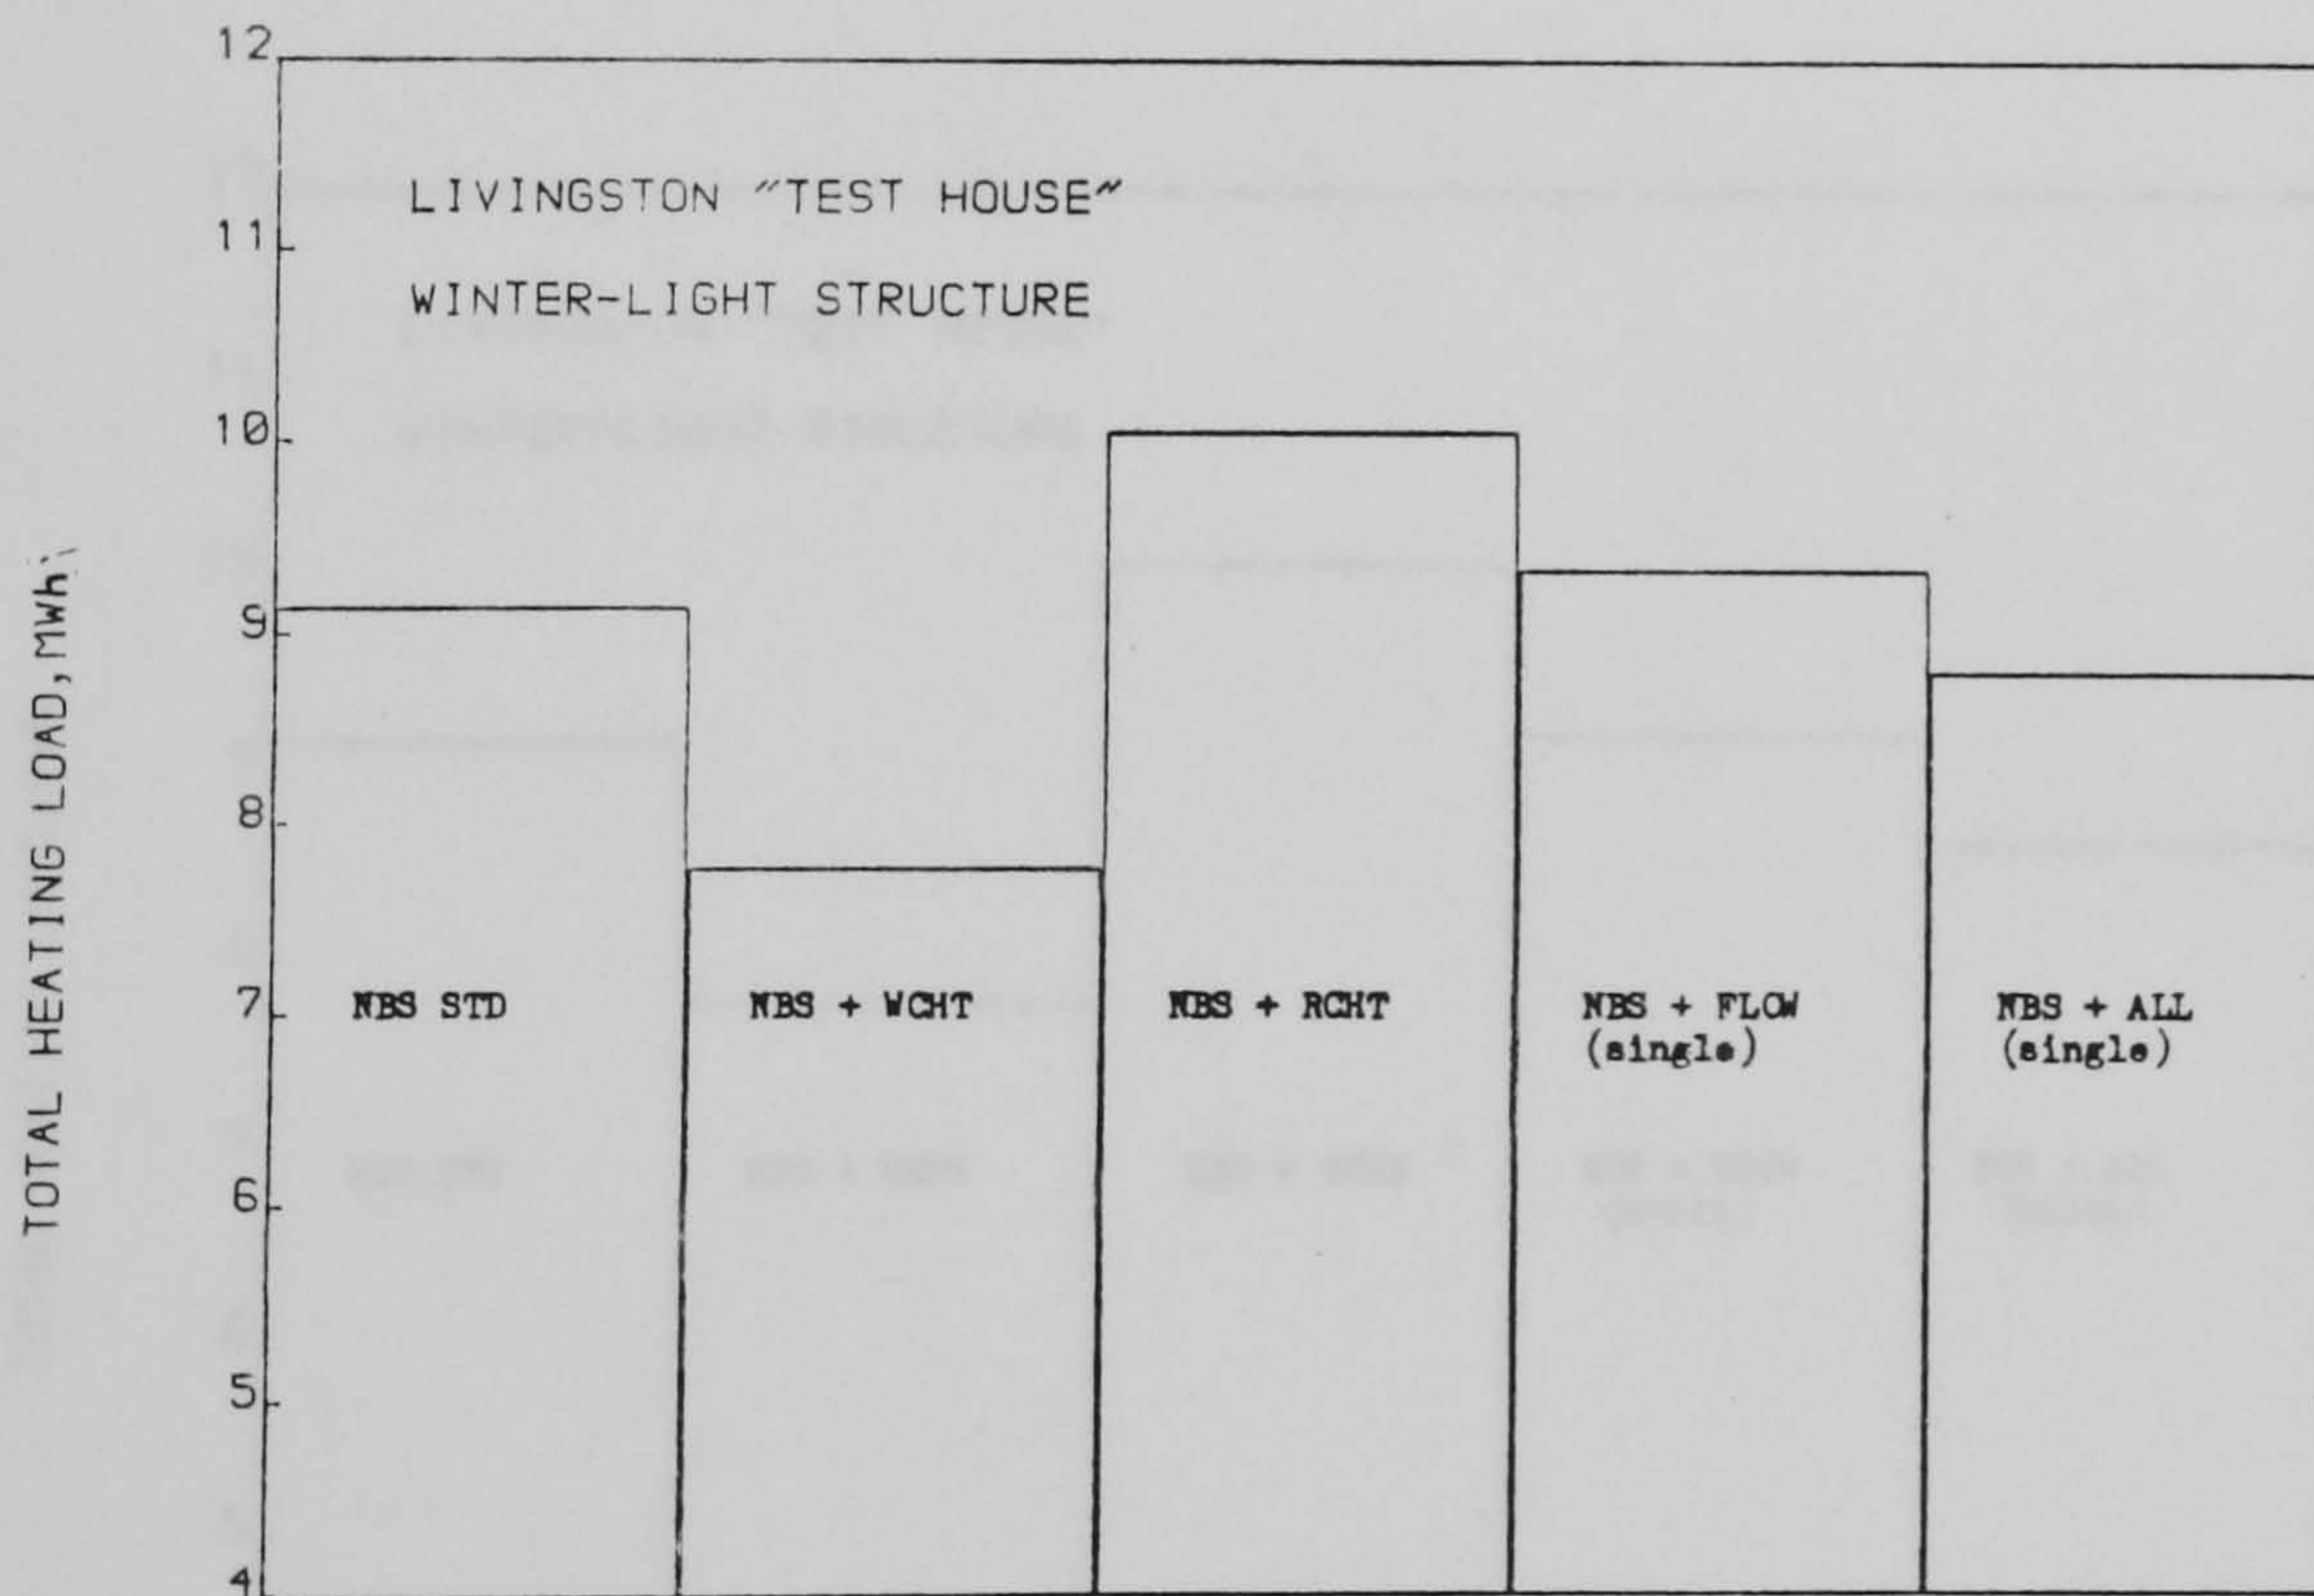 12
LIVINGSTON "TEST HOUSE"
11
WINTER-LIGHT STRUCTURE
10
9
8
7
6
5
4
TOTAL HEATING LOAD, MWh
NBS STD
NBS + WCHT
NBS + RCHT
NBS + FLOW
(single)
NBS + ALL
(single)